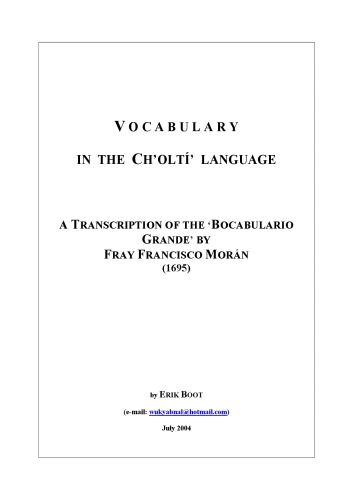 VOCABULARY
IN THE CH'OLTÍ' LANGUAGE
A TRANSCRIPTION OF THE 'BOCABULARIO
GRANDE' BY
FRAY FRANCISCO MORÁN
(1695)
by ERIK BOOT
(e-mail: wukyabnal@hotmail.com)
July 2004